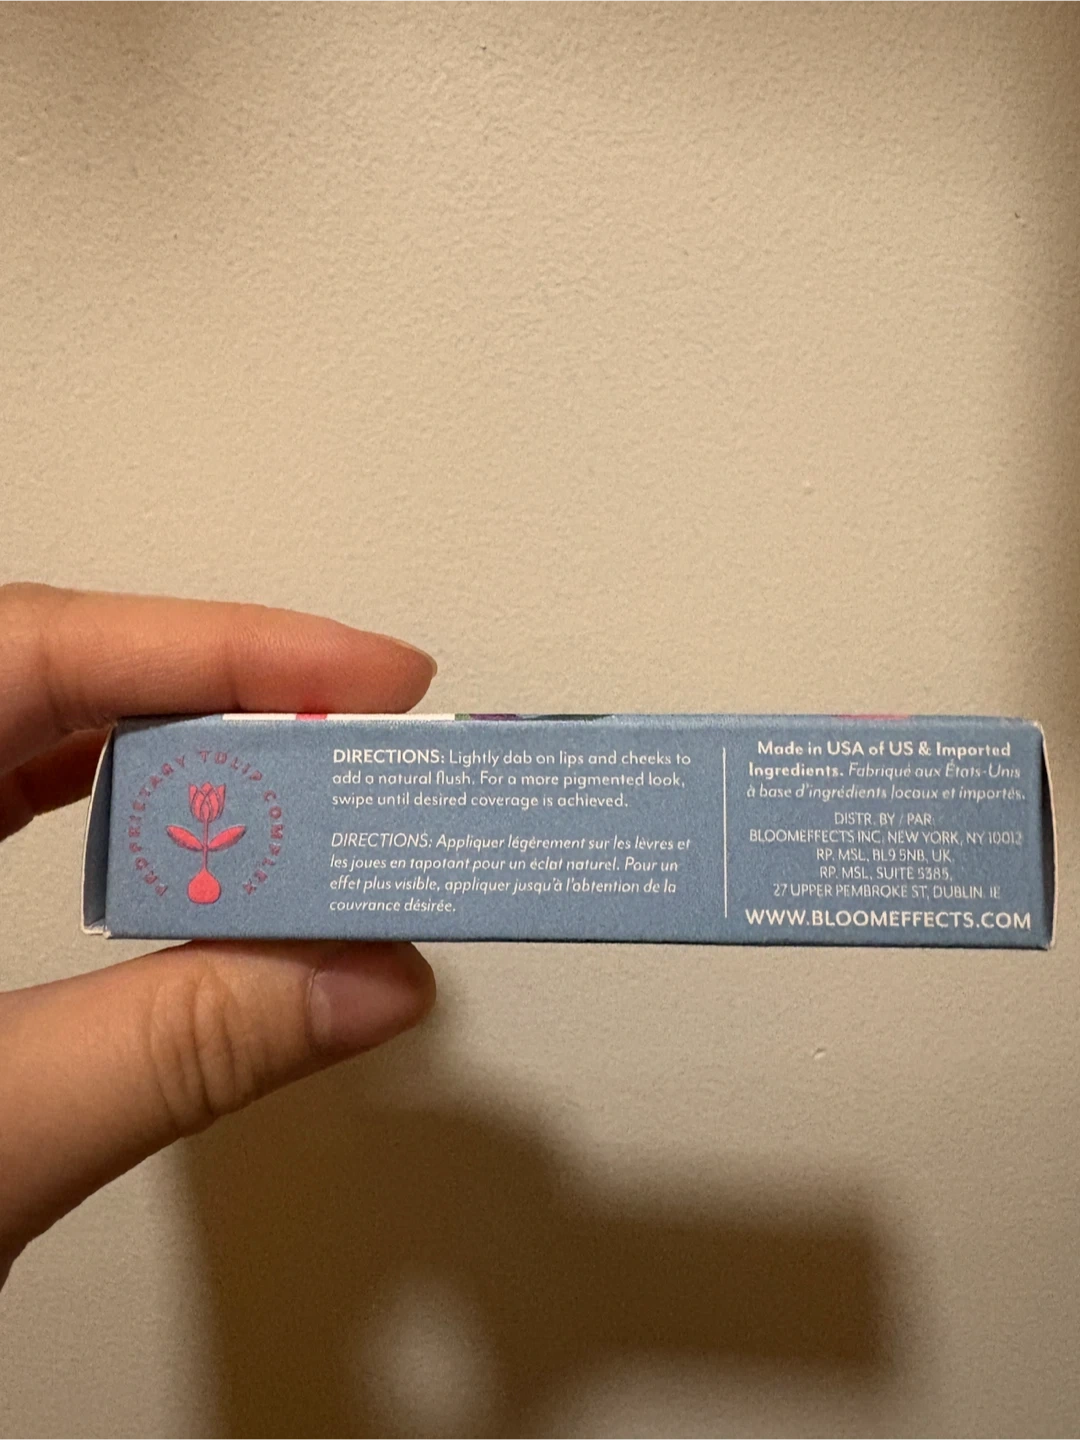 PROPRIETARY TULIP COMPLEX
DIRECTIONS: Lightly dab on lips and cheeks to
add a natural flush. For a more pigmented look,
swipe until desired coverage is achieved.
DIRECTIONS: Appliquer légèrement sur les lèvres et
les joues en tapotant pour un éclat naturel. Pour un
effet plus visible, appliquer jusqu'à l'obtention de la
couvrance désirée.
Made in USA of US & Imported
Ingredients. Fabriqué aux États-Unis
à base d'ingrédients locaux et importés.
DISTR. BY / PAR:
BLOOMEFFECTS INC, NEW YORK, NY 10012
RP. MSL, BL9 5NB, UK.
RP. MSL, SUITE 5385,
27 UPPER PEMBROKE ST, DUBLIN. IE
WWW.BLOOMEFFECTS.COM